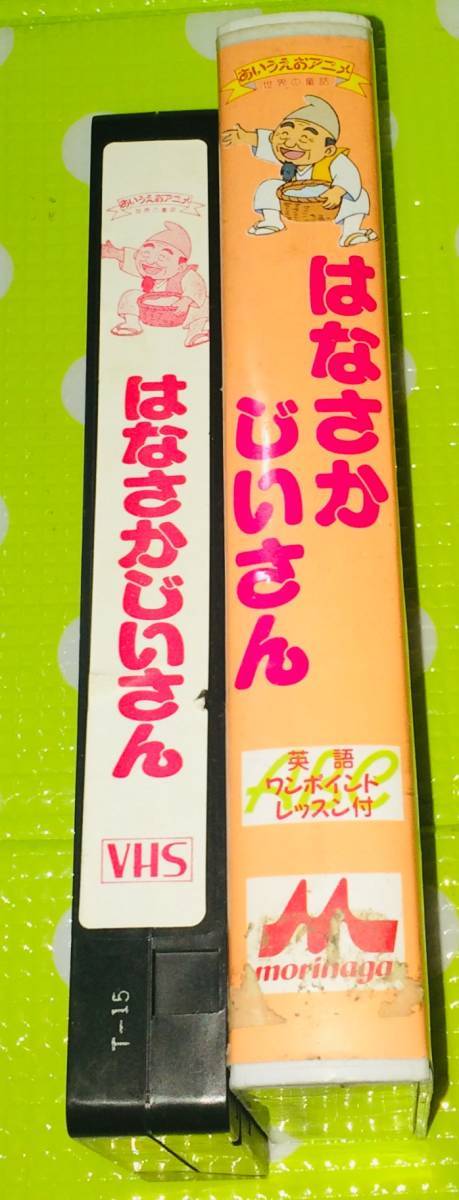 あいうえおアニメ
世界の童話
はなさかじいさん
VHS
T-15
あいうえおアニメ
世界の童話
はなさか
じいさん
ABC
英語
ワンポイント
レッスン付
morinaga